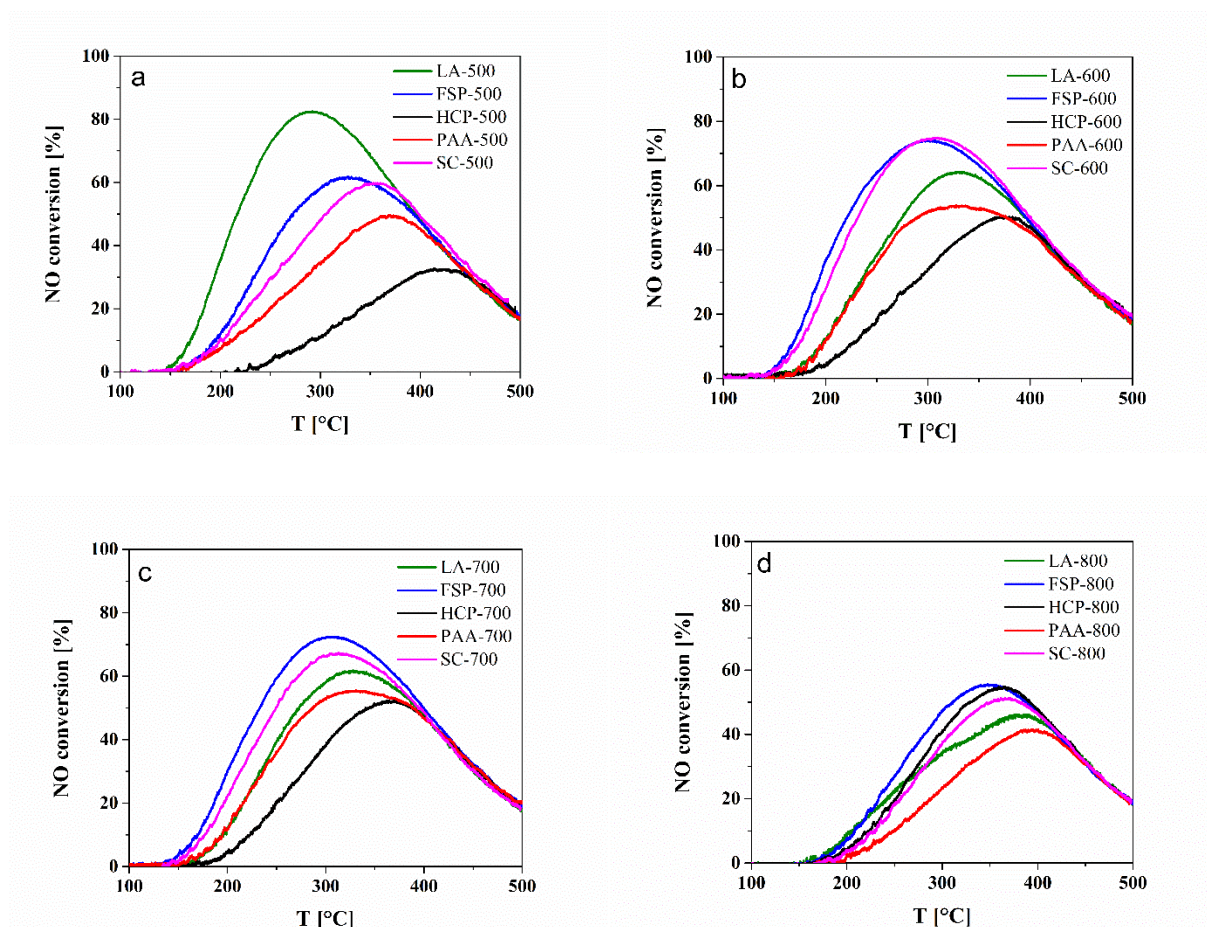 a
NO conversion [%]
100
80
60
40
20
0
100 200 300 400 500
T [°C]
LA-500
FSP-500
HCP-500
PAA-500
SC-500
b
NO conversion [%]
100
80
60
40
20
0
100 200 300 400 500
T [°C]
LA-600
FSP-600
HCP-600
PAA-600
SC-600
c
NO conversion [%]
100
80
60
40
20
0
100 200 300 400 500
T [°C]
LA-700
FSP-700
HCP-700
PAA-700
SC-700
d
NO conversion [%]
100
80
60
40
20
0
100 200 300 400 500
T [°C]
LA-800
FSP-800
HCP-800
PAA-800
SC-800